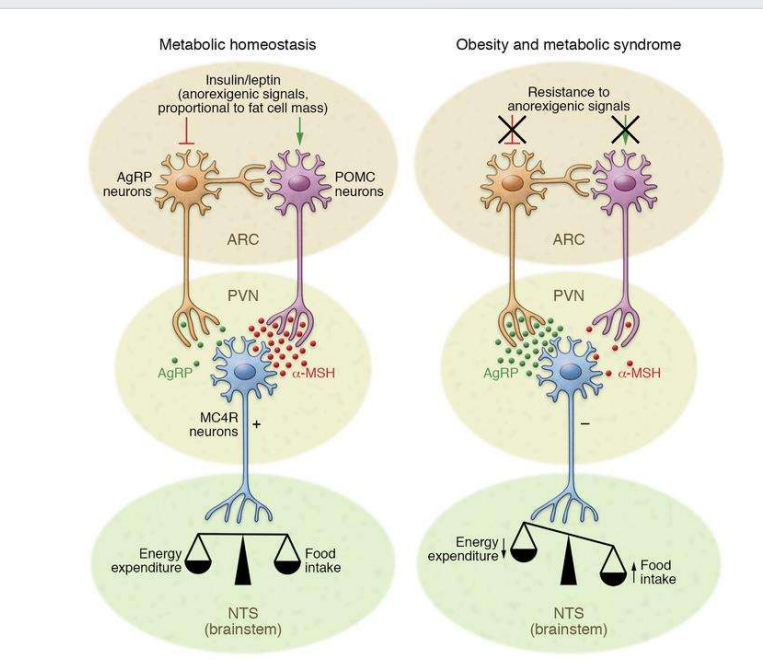 Metabolic homeostasis
Insulin/leptin
(anorexigenic signals,
proportional to fat cell mass)
AgRP
neurons
POMC
neurons
ARC
PVN
AgRP
α-MSH
MC4R
neurons
+
Energy
expenditure
Food
intake
NTS
(brainstem)
Obesity and metabolic syndrome
Resistance to
anorexigenic signals
ARC
PVN
AgRP
α-MSH
–
Energy
expenditure
Food
intake
NTS
(brainstem)